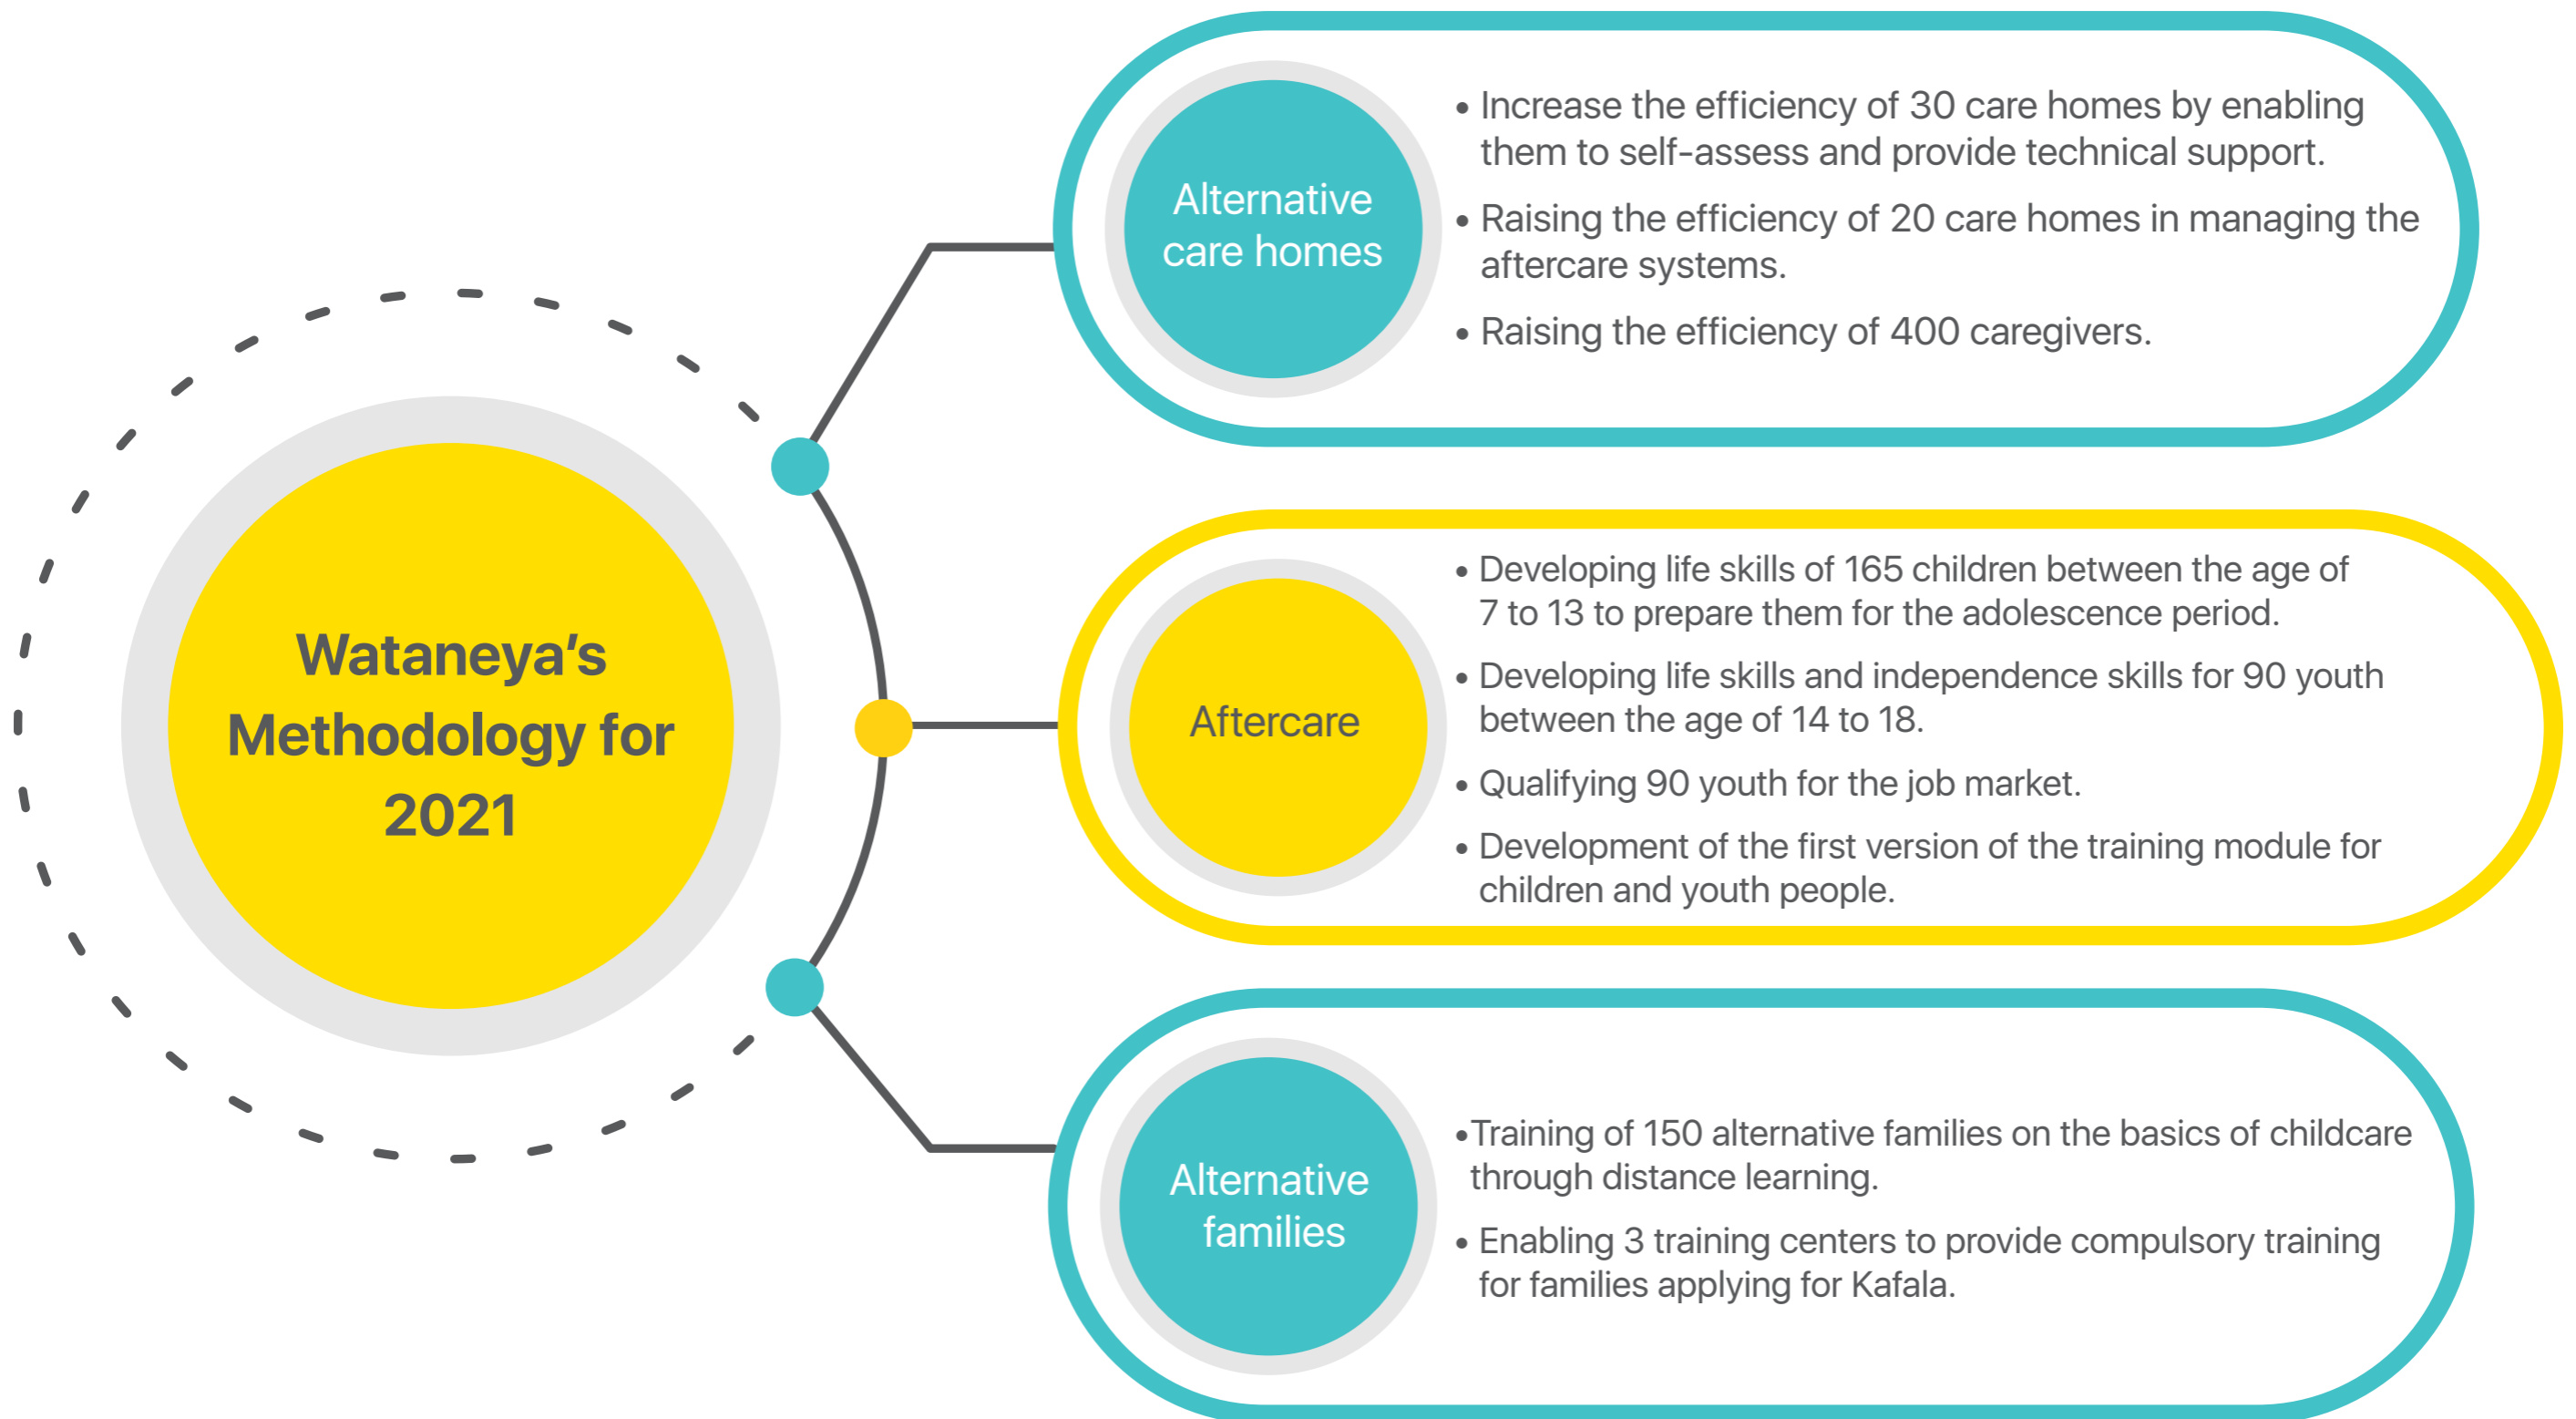 Wataneya‘s
Methodology for
2021
Alternative
care homes
• Increase the efficiency of 30 care homes by enabling
them to self-assess and provide technical support.
• Raising the efficiency of 20 care homes in managing the
aftercare systems.
• Raising the efficiency of 400 caregivers.
Aftercare
• Developing life skills of 165 children between the age of
7 to 13 to prepare them for the adolescence period.
• Developing life skills and independence skills for 90 youth
between the age of 14 to 18.
• Qualifying 90 youth for the job market.
• Development of the first version of the training module for
children and youth people.
Alternative
families
•Training of 150 alternative families on the basics of childcare
through distance learning.
• Enabling 3 training centers to provide compulsory training
for families applying for Kafala.